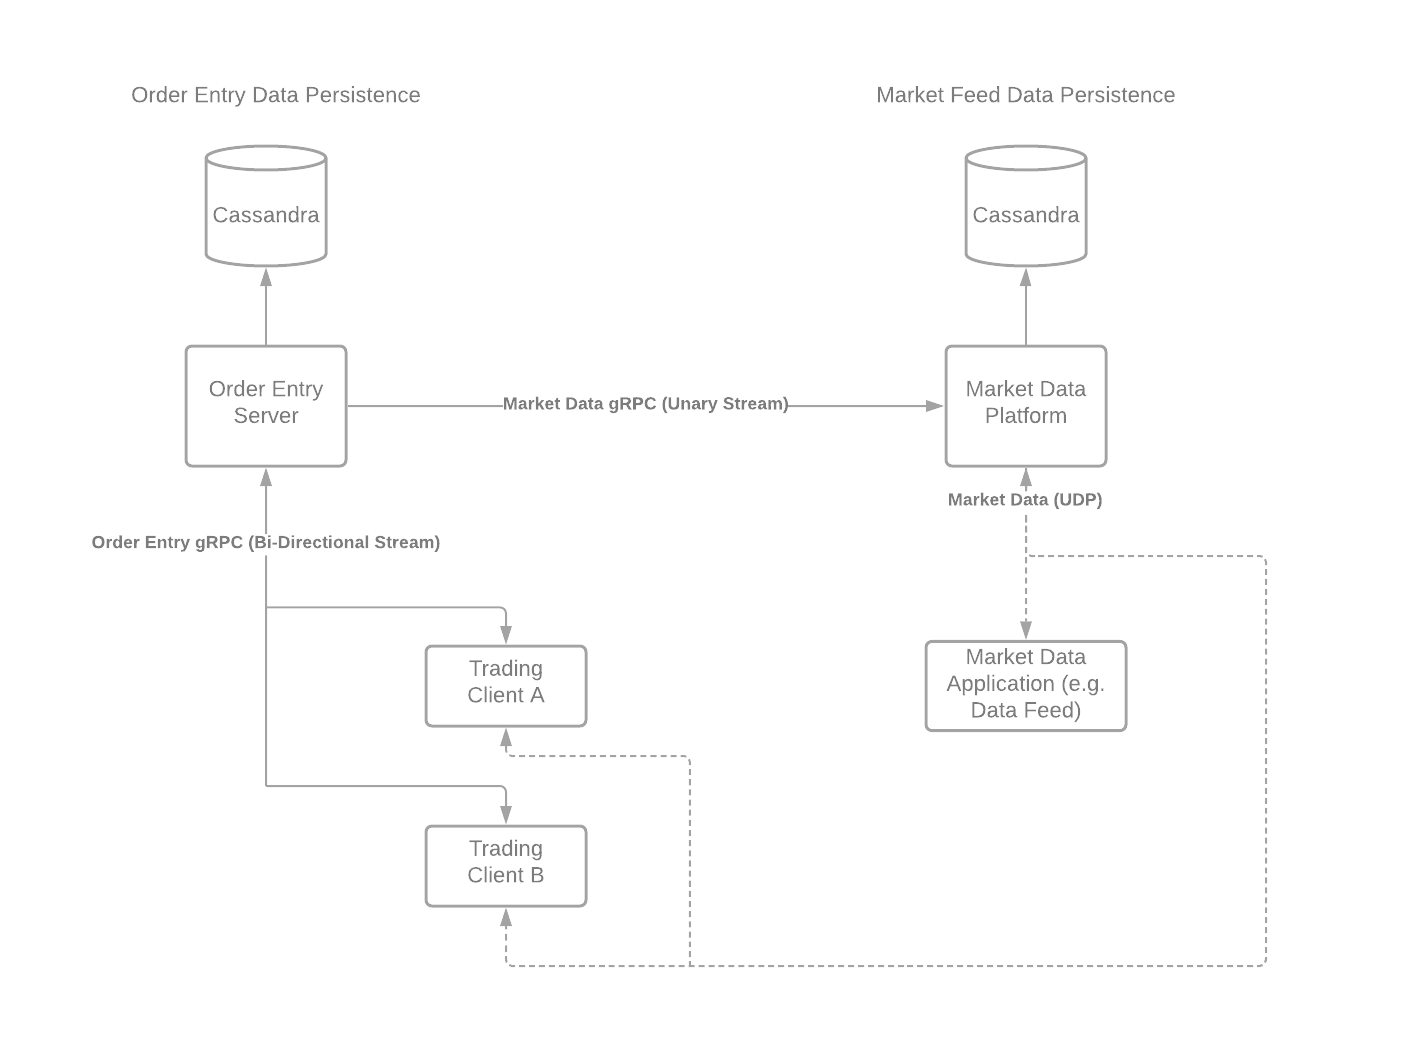 Order Entry Data Persistence
Market Feed Data Persistence
Cassandra
Cassandra
Order Entry
Server
Market Data gRPC (Unary Stream)
Market Data
Platform
Market Data (UDP)
Order Entry gRPC (Bi-Directional Stream)
Trading
Client A
Market Data
Application (e.g.
Data Feed)
Trading
Client B